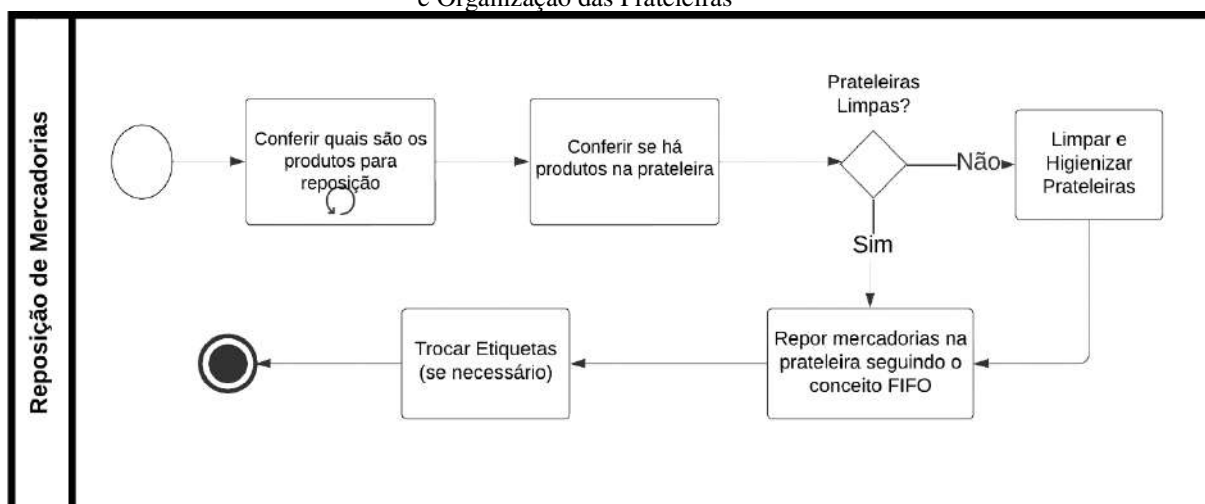 e Organização das Prateleiras
Reposição de Mercadorias
Conferir quais são os
produtos para
reposição
Conferir se há
produtos na prateleira
Prateleiras
Limpas?
Não
Limpar e
Higienizar
Prateleiras
Sim
Trocar Etiquetas
(se necessário)
Repor mercadorias na
prateleira seguindo o
conceito FIFO